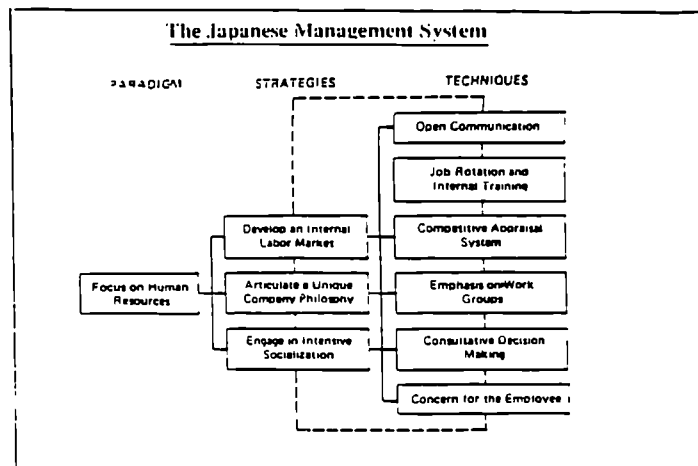 The Japanese Management System
PARADIGM STRATEGIES TECHNIQUES
Open Communication
Job Rotation and
Internal Training
Develop an Internal
Labor Market
Competitive Appraisal
System
Focus on Human
Resources
Articulate a Unique
Company Philosophy
Emphasis on Work
Groups
Engage in Intensive
Socialization
Consultative Decision
Making
Concern for the Employee